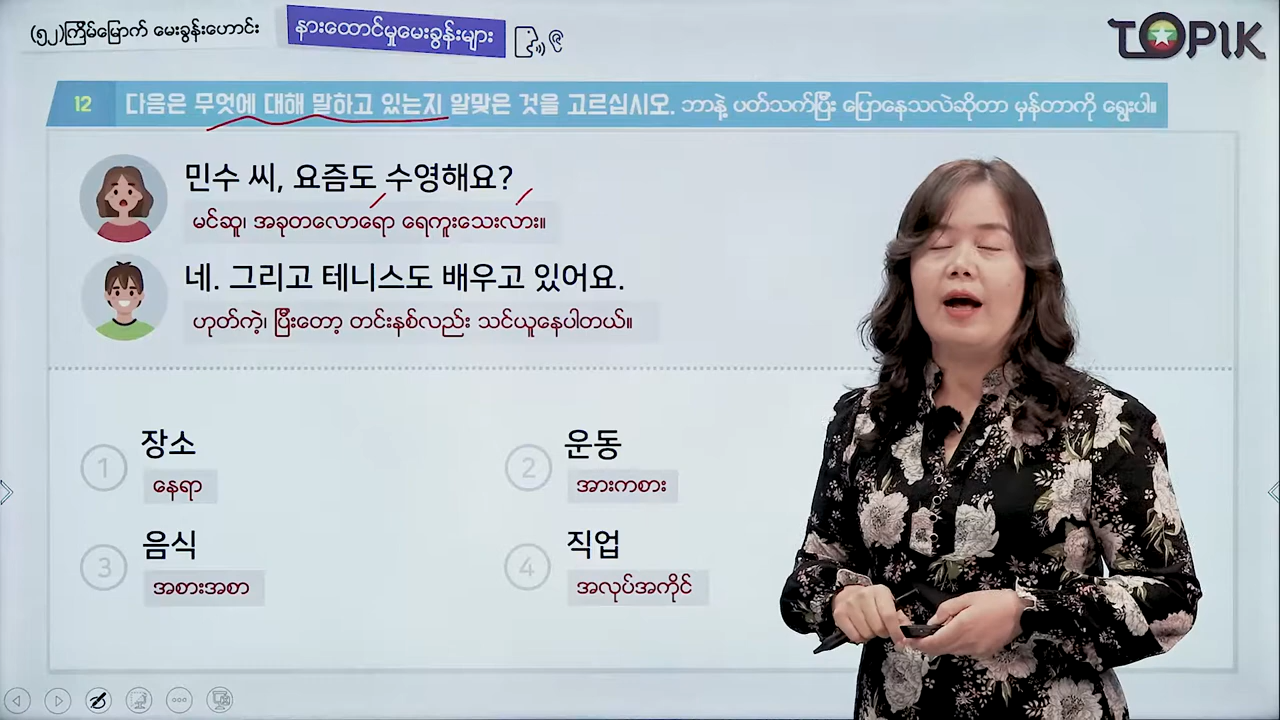 (၅၂)ကြိမ်မြောက် မေးခွန်းဟောင်း
နားထောင်မှုမေးခွန်းများ
၉
TOPIK
12 다음은 무엇에 대해 말하고 있는지 알맞은 것을 고르십시오. ဘာနဲ့ ပတ်သက်ပြီး ပြောနေသလဲဆိုတာ မှန်တာကို ရွေးပါ။
민수 씨, 요즘도 수영해요?
မင်ဆူ၊ အခုတလောရော ရေကူးသေးလား။
네. 그리고 테니스도 배우고 있어요.
ဟုတ်ကဲ့၊ ပြီးတော့ တင်းနစ်လည်း သင်ယူနေပါတယ်။
1 장소
နေရာ
2 운동
အားကစား
3 음식
အစားအစာ
4 직업
အလုပ်အကိုင်